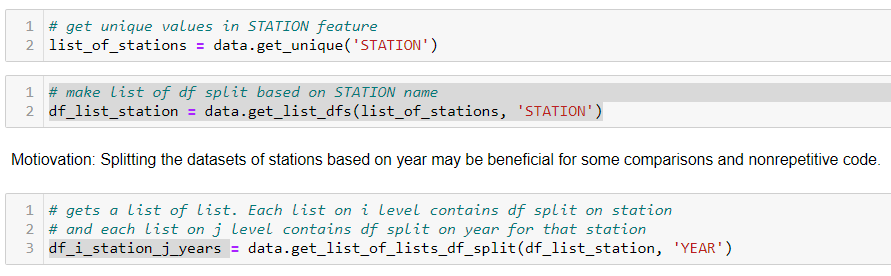 1 # get unique values in STATION feature
2 list_of_stations = data.get_unique('STATION')
1 # make list of df split based on STATION name
2 df_list_station = data.get_list_dfs(list_of_stations, 'STATION')
Motiovation: Splitting the datasets of stations based on year may be beneficial for some comparisons and nonrepetitive code.
1 # gets a list of list. Each list on i level contains df split on station
2 # and each list on j level contains df split on year for that station
3 df_i_station_j_years = data.get_list_of_lists_df_split(df_list_station, 'YEAR')